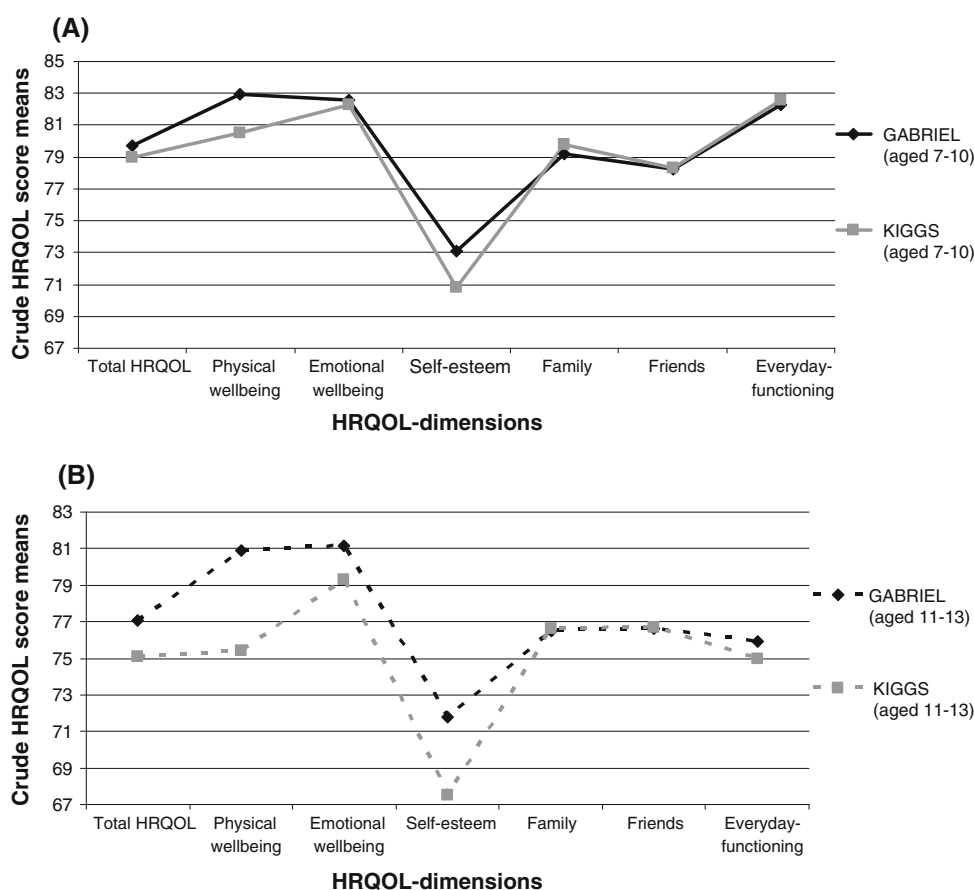 (A)
Crude HRQOL score means
85
83
81
79
77
75
73
71
69
67
Total HRQOL
Physical
wellbeing
Emotional
wellbeing
Self-esteem
Family
Friends
Everyday-
functioning
HRQOL-dimensions
GABRIEL
(aged 7-10)
KIGGS
(aged 7-10)
(B)
Crude HRQOL score means
83
81
79
77
75
73
71
69
67
Total HRQOL
Physical
wellbeing
Emotional
wellbeing
Self-esteem
Family
Friends
Everyday-
functioning
HRQOL-dimensions
GABRIEL
(aged 11-13)
KIGGS
(aged 11-13)